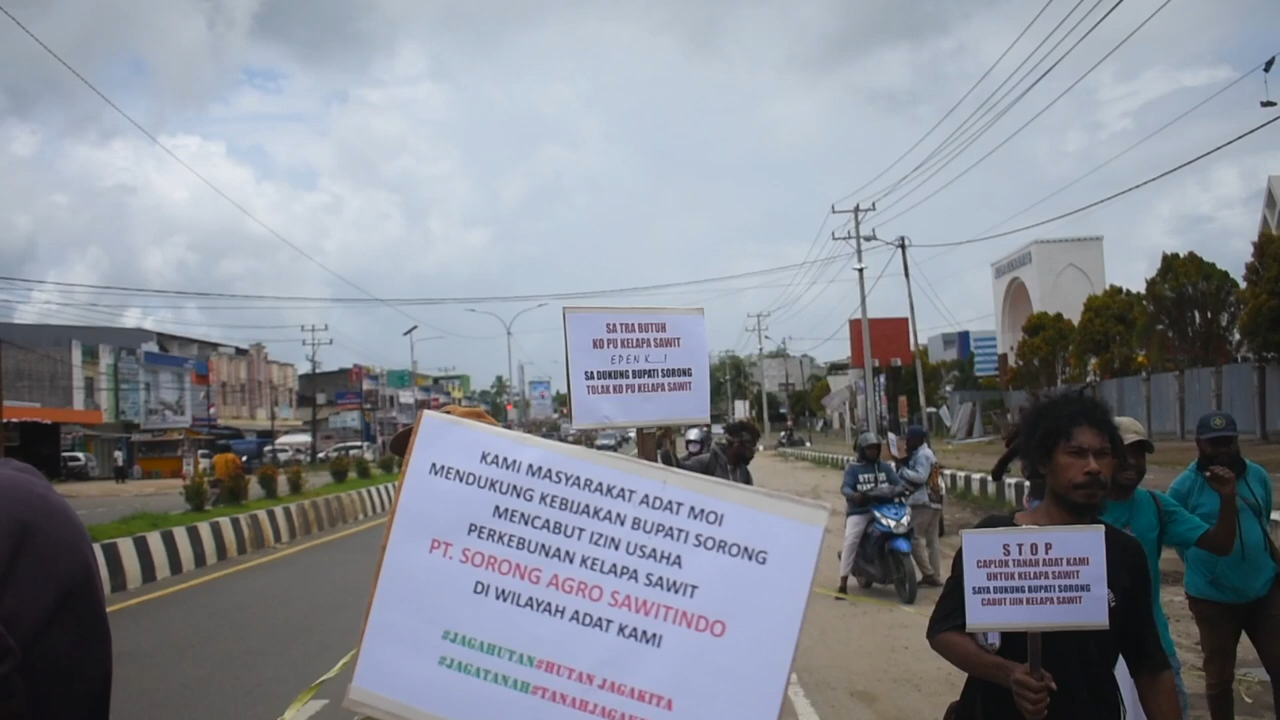 SA TRA BUTUH
KO PU KELAPA SAWIT
EPEN K....!
SA DUKUNG BUPATI SORONG
TOLAK KO PU KELAPA SAWIT
KAMI MASYARAKAT ADAT MOI
MENDUKUNG KEBIJAKAN BUPATI SORONG
MENCABUT IZIN USAHA
PERKEBUNAN KELAPA SAWIT
PT. SORONG AGRO SAWITINDO
DI WILAYAH ADAT KAMI
#JAGAHUTAN#HUTAN JAGAKITA
#JAGATANAH#TANAHJAGAK
STOP
CAPLOK TANAH ADAT KAMI
UNTUK KELAPA SAWIT
SAYA DUKUNG BUPATI SORONG
CABUT IJIN KELAPA SAWIT